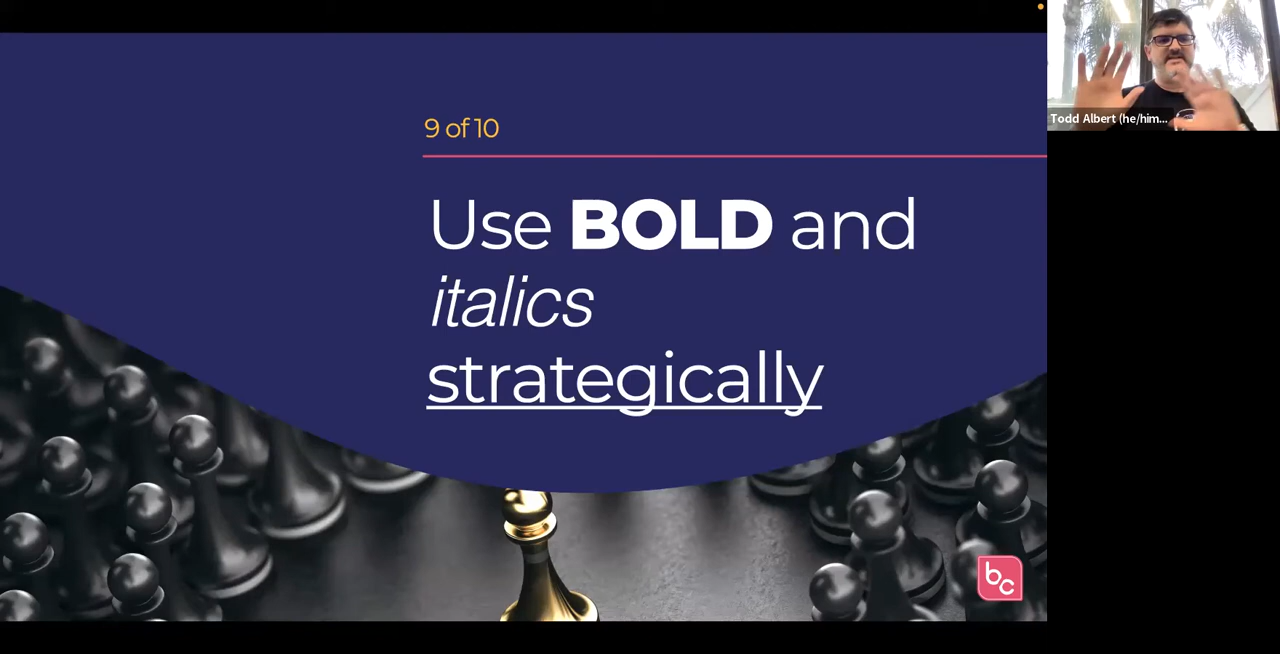 9 of 10
Use BOLD and
italics
strategically
bc
Todd Albert (he/him...